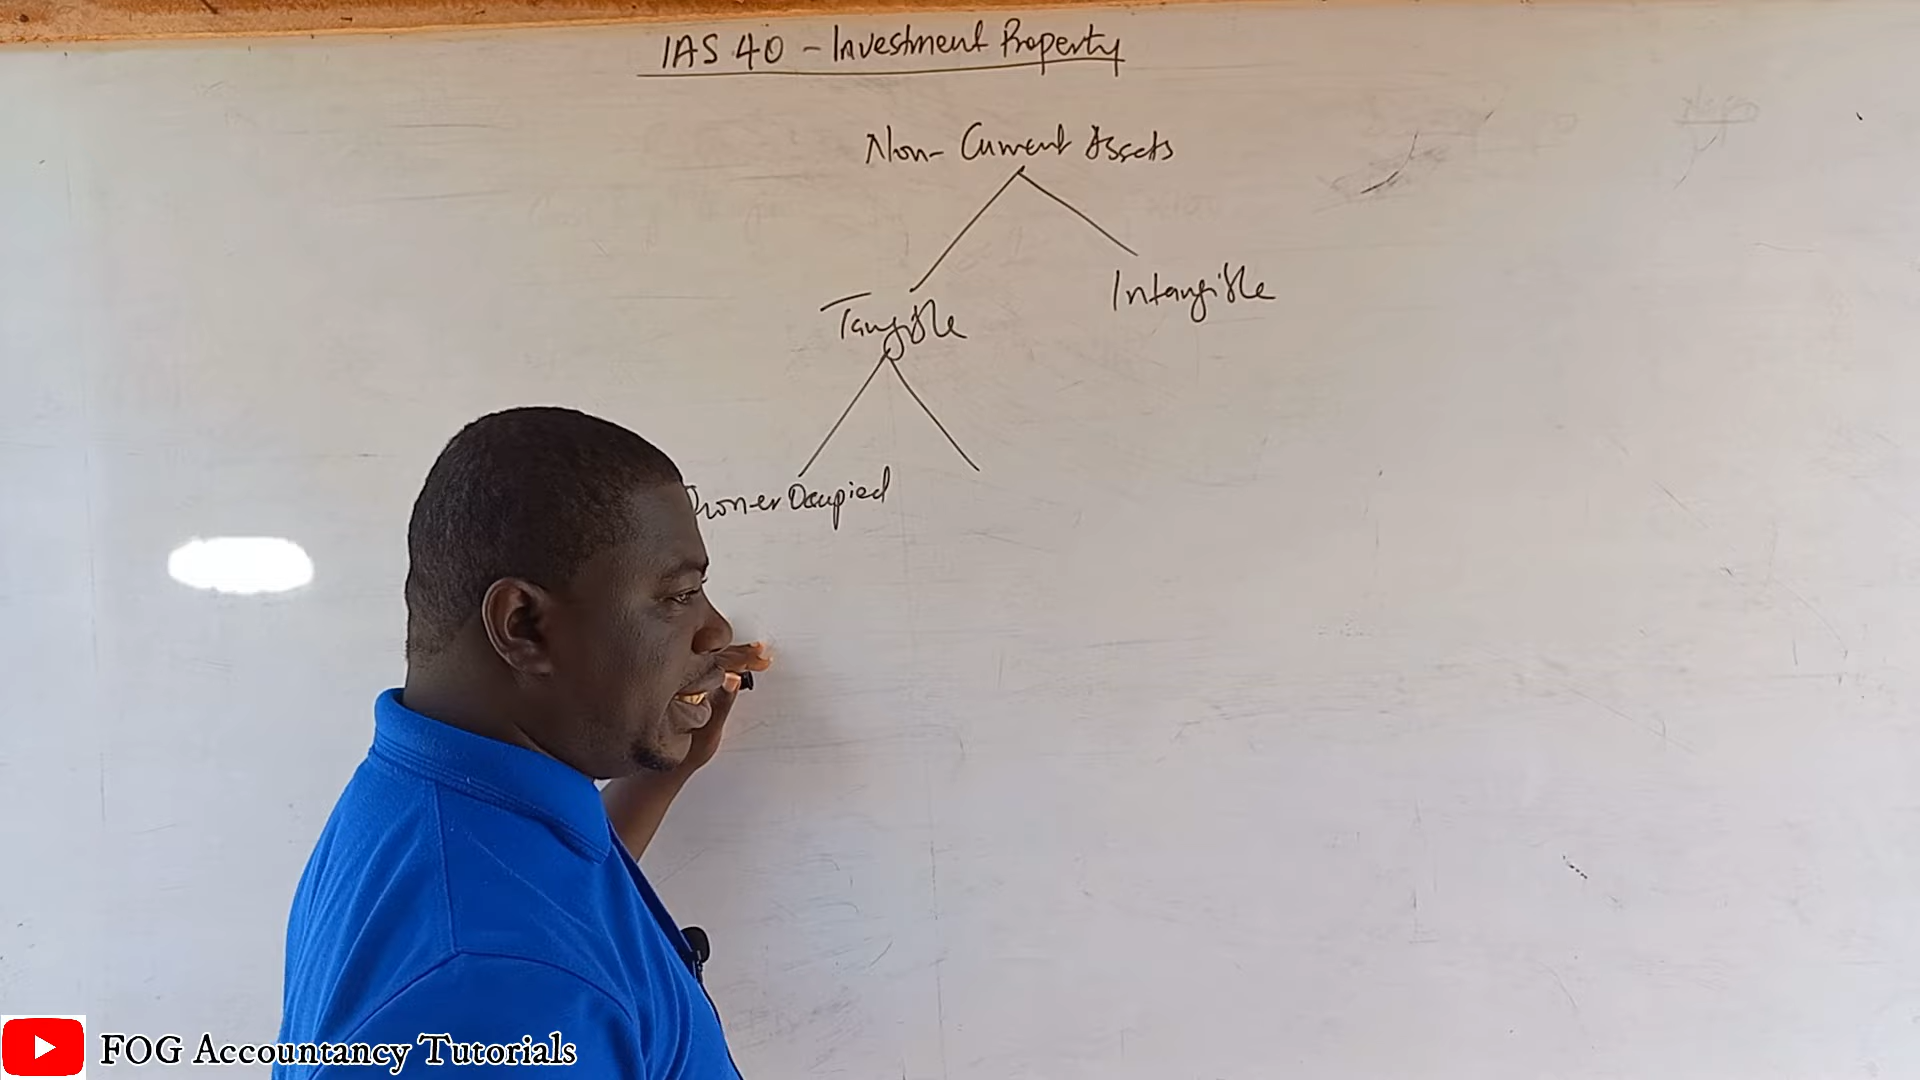 IAS 40 - Investment Property
Non-Current Assets
Intangible
Tangible
Owner Occupied
FOG Accountancy Tutorials